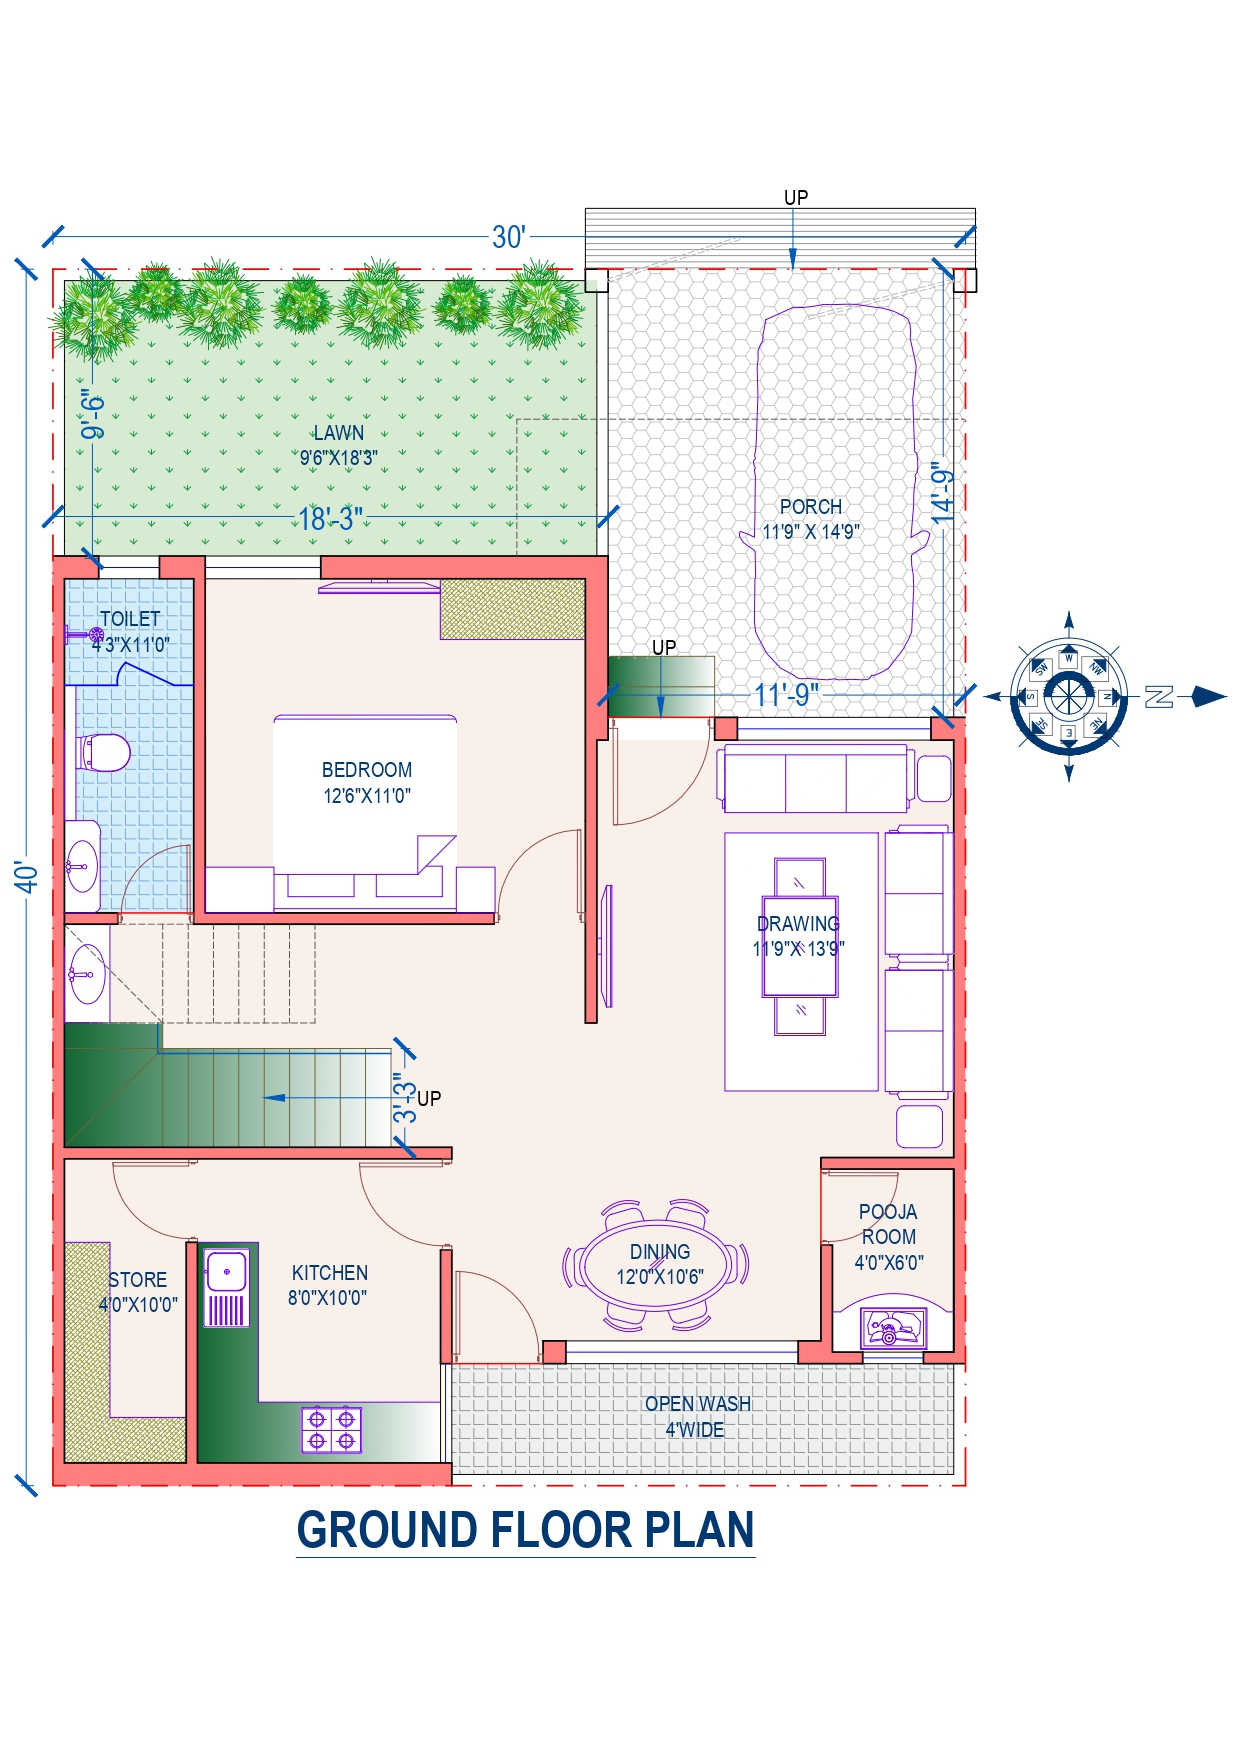 UP
30'
9'-6"
LAWN
9'6"X18'3"
18'-3"
PORCH
11'9" X 14'9"
14'-9"
UP
11'-9"
TOILET
4'3"X11'0"
BEDROOM
12'6"X11'0"
W
NW
N
NE
E
SE
S
SW
N
40'
DRAWING
11'9"X 13'9"
3'-3"
UP
POOJA
ROOM
4'0"X6'0"
DINING
12'0"X10'6"
STORE
4'0"X10'0"
KITCHEN
8'0"X10'0"
OPEN WASH
4'WIDE
GROUND FLOOR PLAN